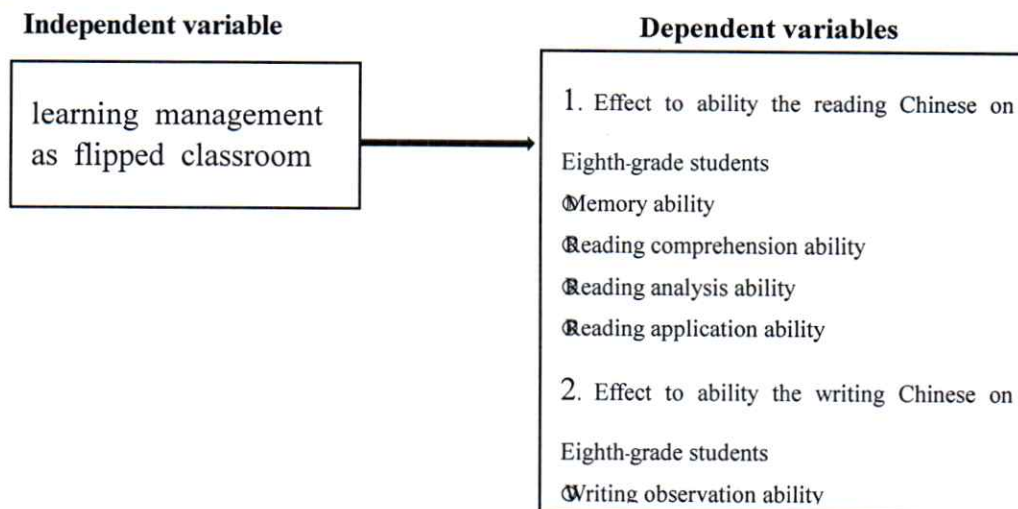 Independent variable
Dependent variables
learning management
as flipped classroom
1. Effect to ability the reading Chinese on
Eighth-grade students
Memory ability
Reading comprehension ability
Reading analysis ability
Reading application ability
2. Effect to ability the writing Chinese on
Eighth-grade students
Writing observation ability